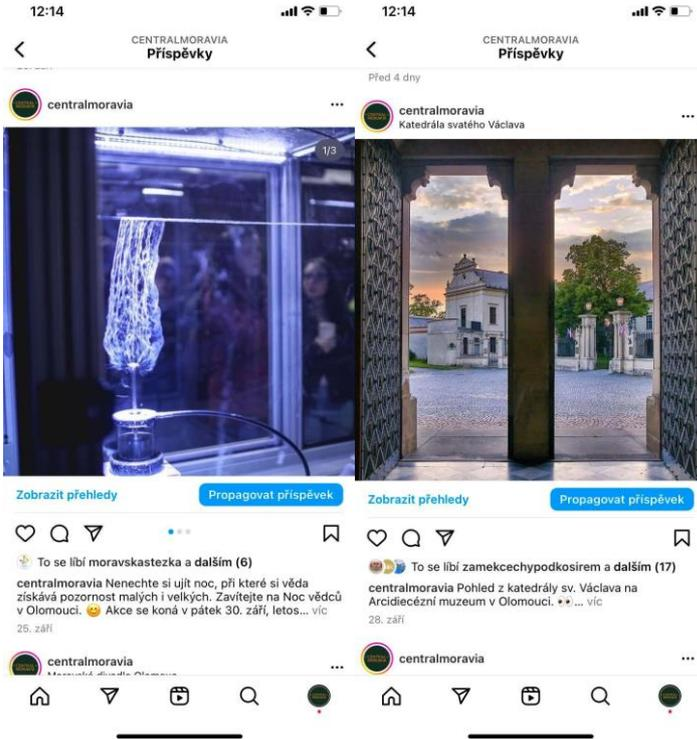 12:14
CENTRALMORAVIA
Příspěvky
centralmoravia
1/3
Zobrazit přehledy
Propagovat příspěvek
To se líbí moravskastezka a dalším (6)
centralmoravia Nenechte si ujít noc, při které si věda
získává pozornost malých i velkých. Zavítejte na Noc vědců
v Olomouci. 😊 Akce se koná v pátek 30. září, letos... víc
25. září
centralmoravia
Moravské divadlo Olomouc
12:14
CENTRALMORAVIA
Příspěvky
Před 4 dny
centralmoravia
Katedrála svatého Václava
Zobrazit přehledy
Propagovat příspěvek
To se líbí zamekcechypodkosirem a dalším (17)
centralmoravia Pohled z katedrály sv. Václava na
Arcidiecézní muzeum v Olomouci. 👀... víc
28. září
centralmoravia